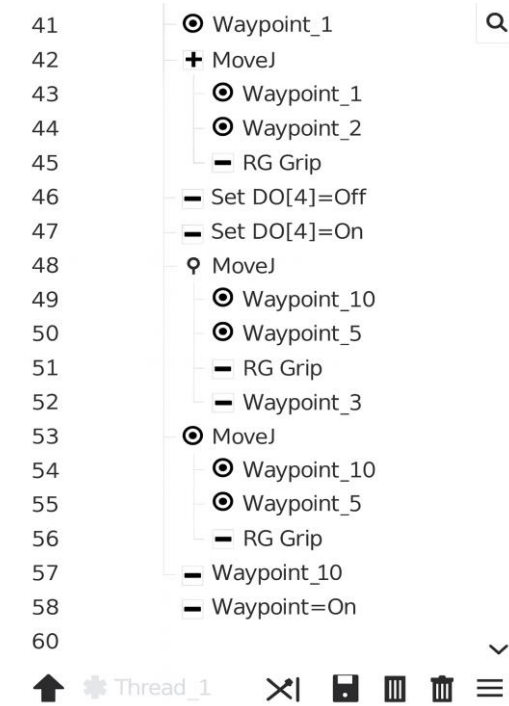 41 Waypoint_1
42 MoveJ
43 Waypoint_1
44 Waypoint_2
45 RG Grip
46 Set DO[4]=Off
47 Set DO[4]=On
48 MoveJ
49 Waypoint_10
50 Waypoint_5
51 RG Grip
52 Waypoint_3
53 MoveJ
54 Waypoint_10
55 Waypoint_5
56 RG Grip
57 Waypoint_10
58 Waypoint=On
60
Thread_1